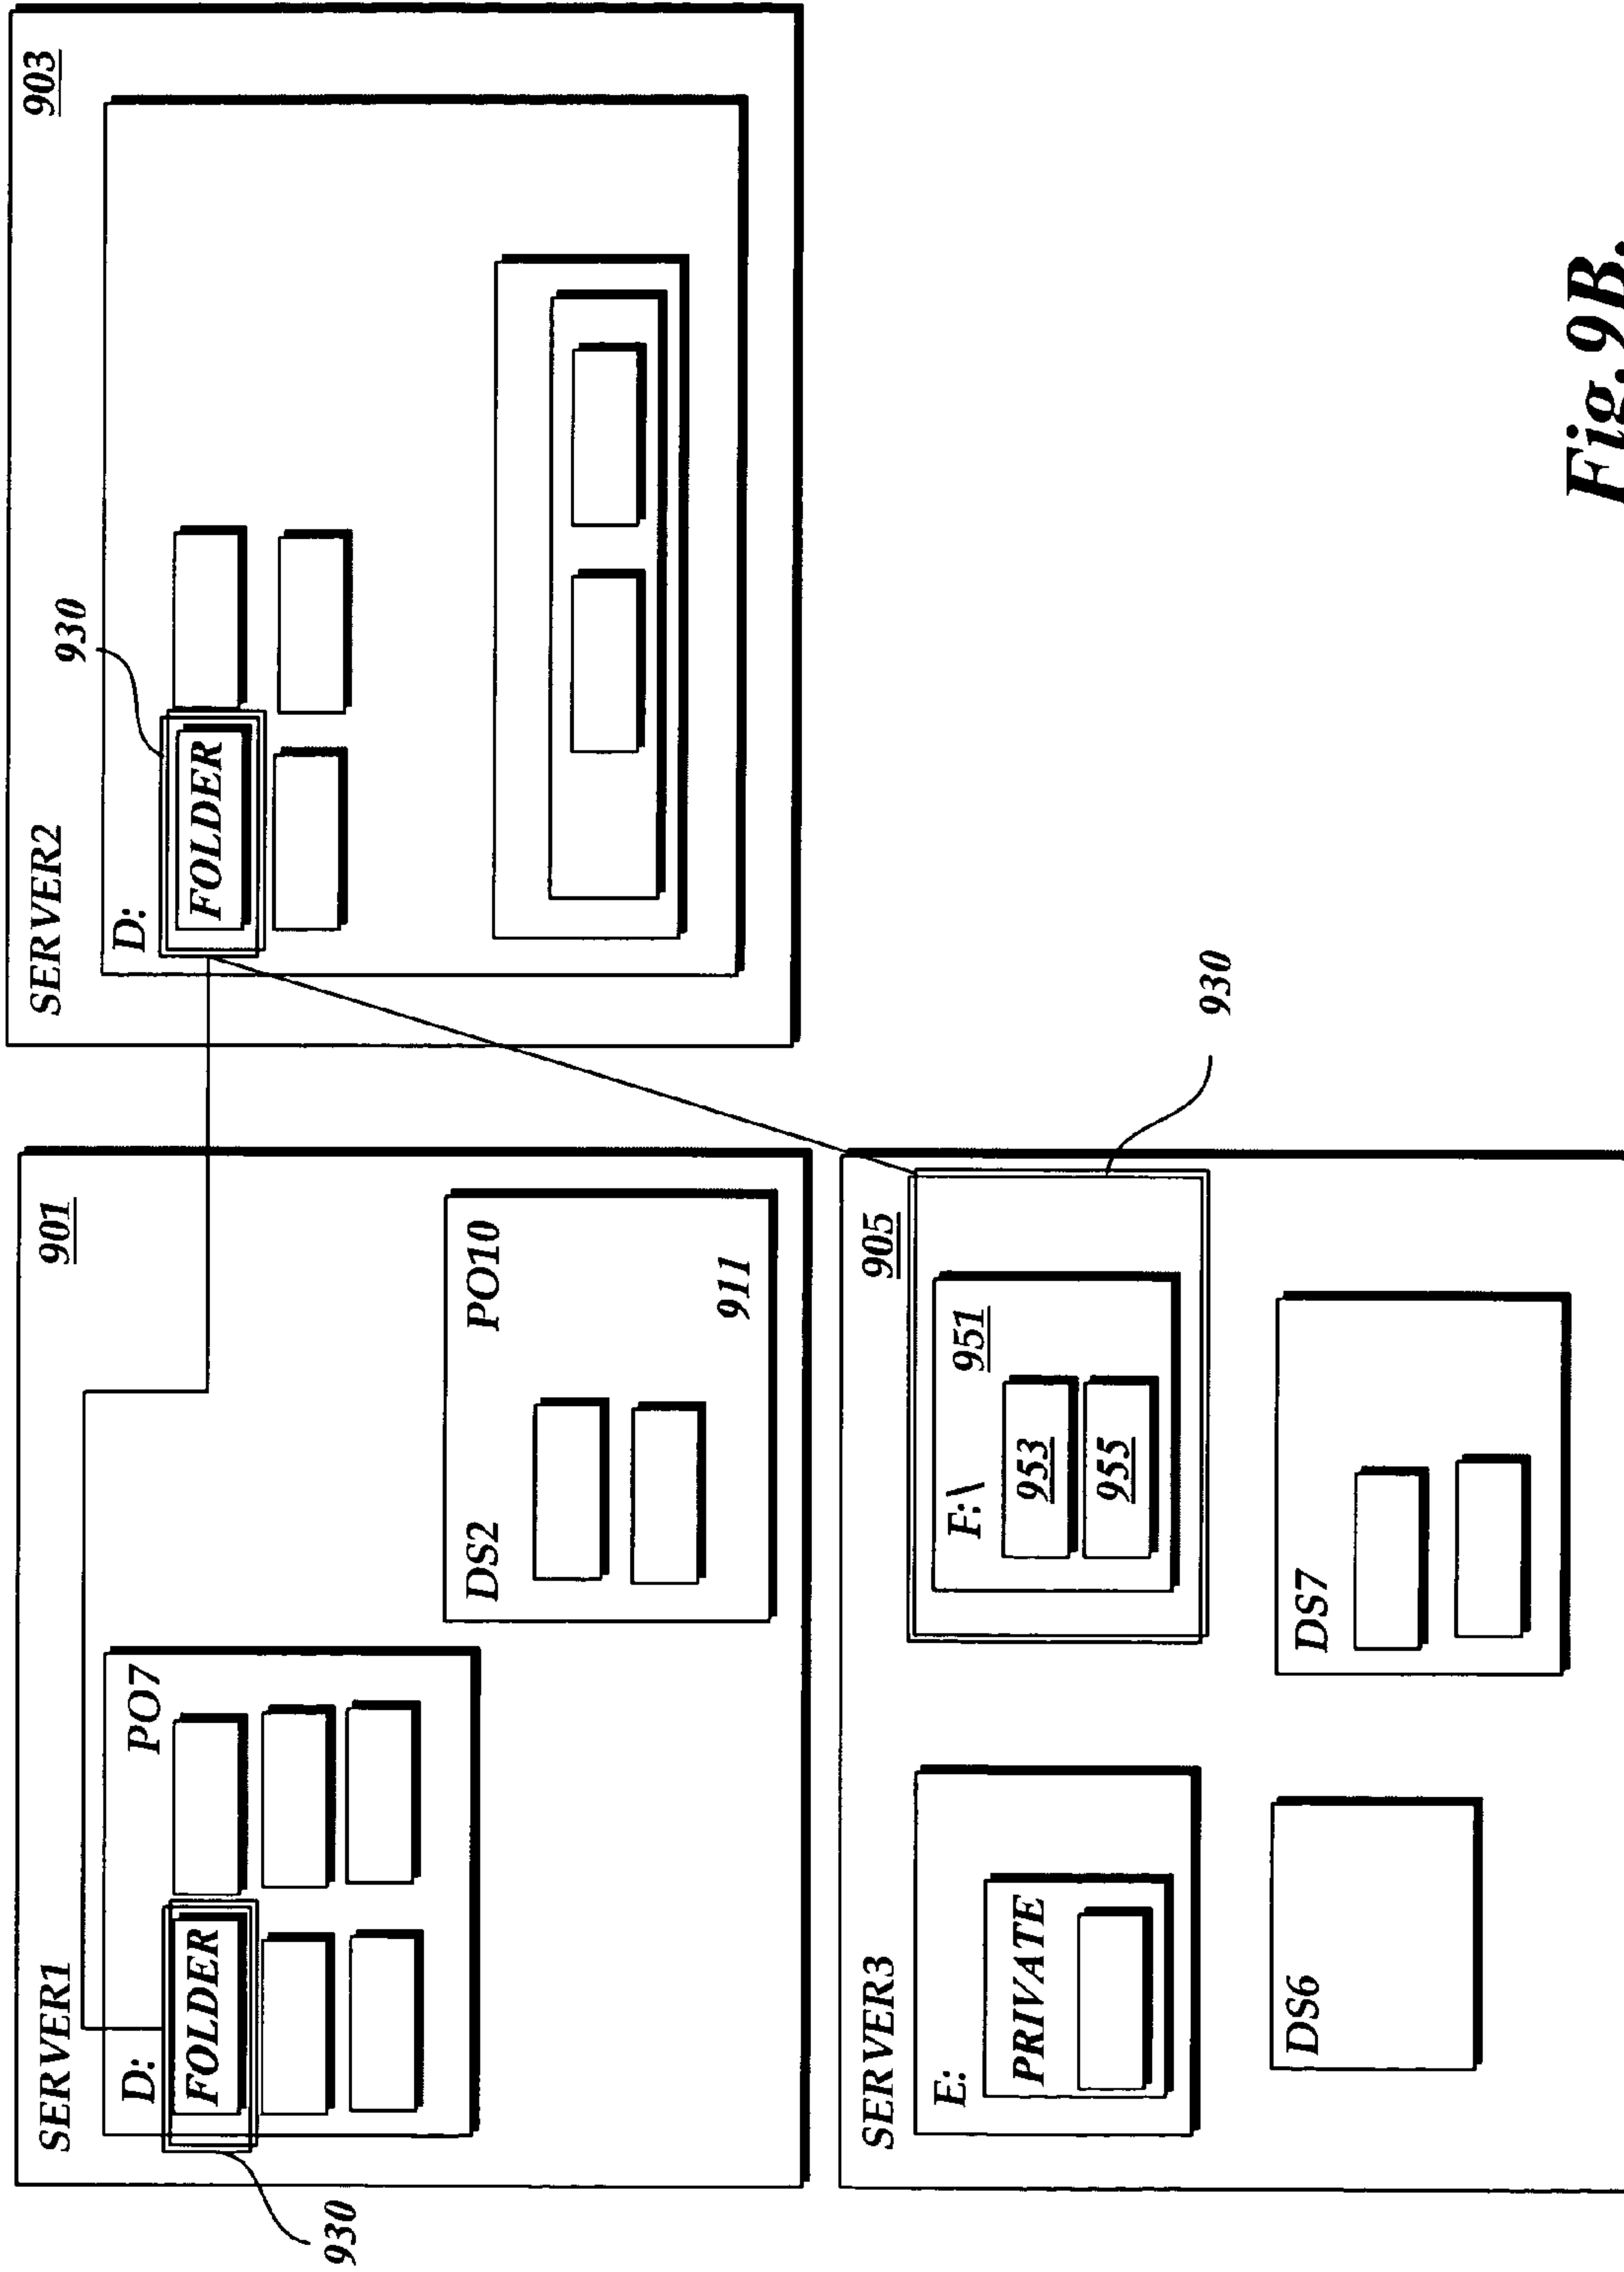 SERVER1
901
SERVER2
903
930
D:
PO7
FOLDER
930
D:
FOLDER
DS2
PO10
911
SERVER3
905
930
E:
PRIVATE
F:\
951
953
955
DS6
DS7
Fig. 9B.